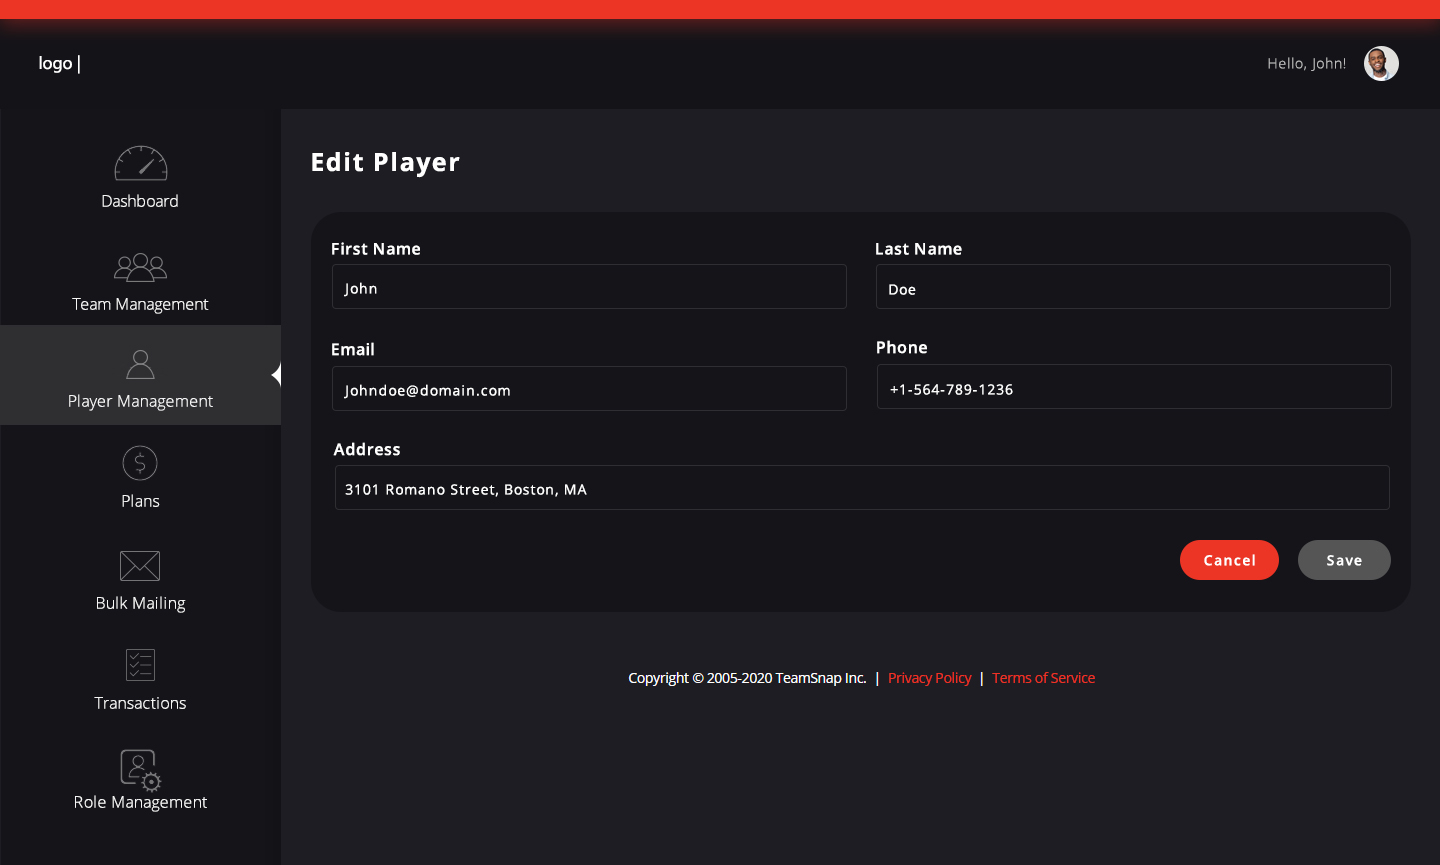 logo |
Hello, John!
Dashboard
Team Management
Player Management
$
Plans
Bulk Mailing
Transactions
Role Management
Edit Player
First Name
John
Last Name
Doe
Email
Johndoe@domain.com
Phone
+1-564-789-1236
Address
3101 Romano Street, Boston, MA
Cancel
Save
Copyright © 2005-2020 TeamSnap Inc. | Privacy Policy | Terms of Service